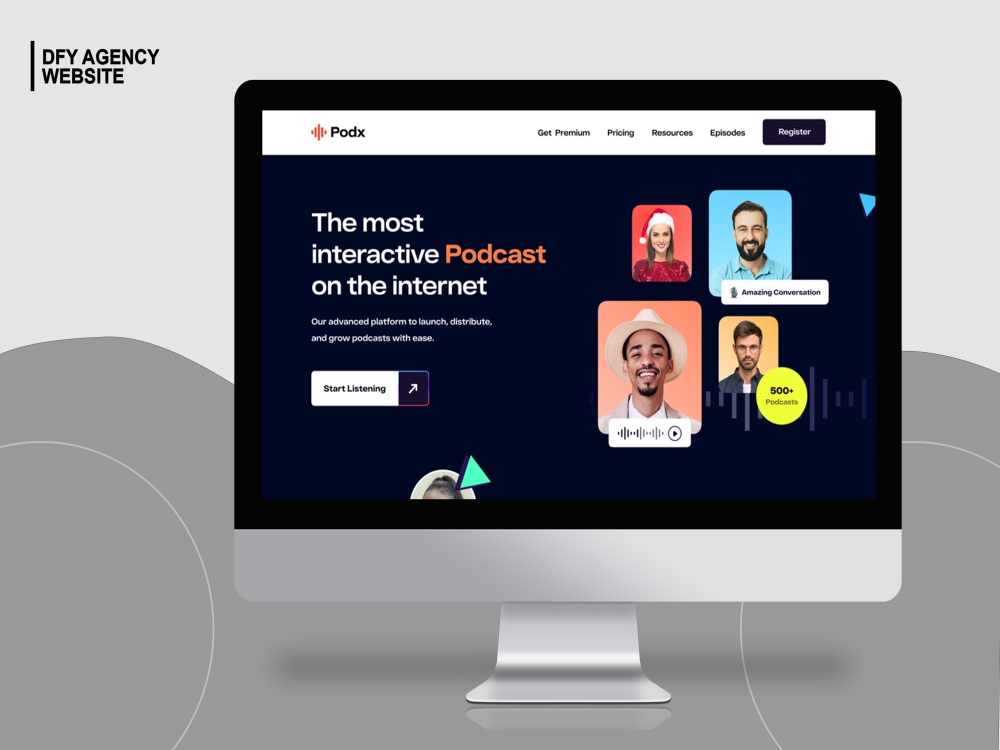 DFY AGENCY
WEBSITE
Podx
Get Premium
Pricing
Resources
Episodes
Register
The most
interactive Podcast
on the internet
Our advanced platform to launch, distribute,
and grow podcasts with ease.
Start Listening
Amazing Conversation
500+
Podcasts